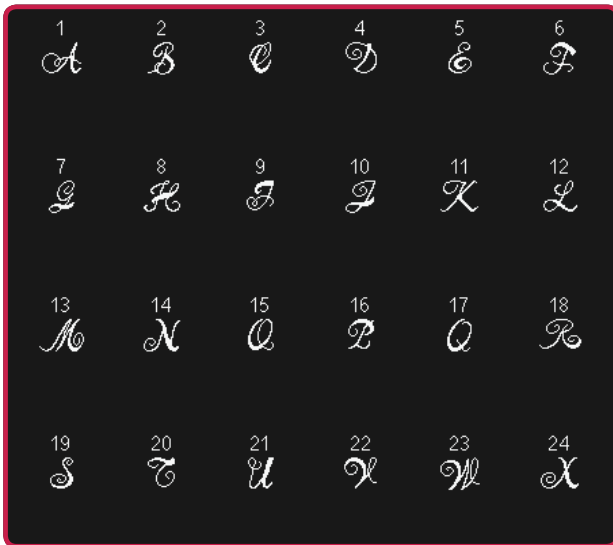 1 2 3 4 5 6
A B C D E F
7 8 9 10 11 12
G H I J K L
13 14 15 16 17 18
M N O P Q R
19 20 21 22 23 24
S T U V W X